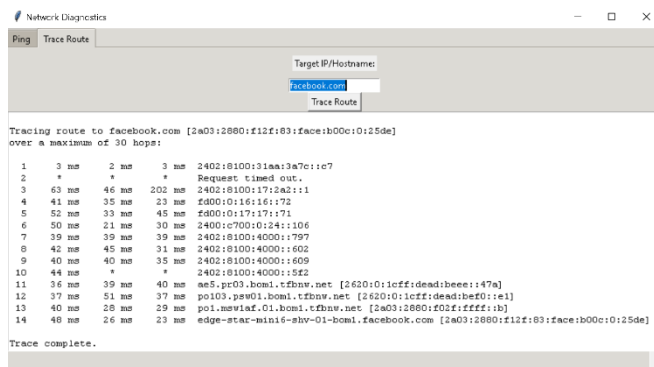 Network Diagnostics
Ping Trace Route
Target IP/Hostname:
facebook.com
Trace Route
Tracing route to facebook.com [2a03:2880:f12f:83:face:b00c:0:25de]
over a maximum of 30 hops:
1 3 ms 2 ms 3 ms 2402:8100:31aa:3a7c::c7
2 * * * Request timed out.
3 63 ms 46 ms 202 ms 2402:8100:17:2a2::1
4 41 ms 35 ms 23 ms fd00:0:16:16::72
5 52 ms 33 ms 45 ms fd00:0:17:17::71
6 50 ms 21 ms 30 ms 2400:c700:0:24::106
7 39 ms 39 ms 39 ms 2402:8100:4000::797
8 42 ms 45 ms 31 ms 2402:8100:4000::602
9 40 ms 40 ms 35 ms 2402:8100:4000::609
10 44 ms * * 2402:8100:4000::5f2
11 36 ms 39 ms 40 ms ae5.pr03.bom1.tfbnw.net [2620:0:1cff:dead:beee::47a]
12 37 ms 51 ms 37 ms po103.psw01.bom1.tfbnw.net [2620:0:1cff:dead:bef0::e1]
13 40 ms 28 ms 29 ms po1.msw1af.01.bom1.tfbnw.net [2a03:2880:f02f:ffff::b]
14 48 ms 26 ms 23 ms edge-star-mini6-shv-01-bom1.facebook.com [2a03:2880:f12f:83:face:b00c:0:25de]
Trace complete.